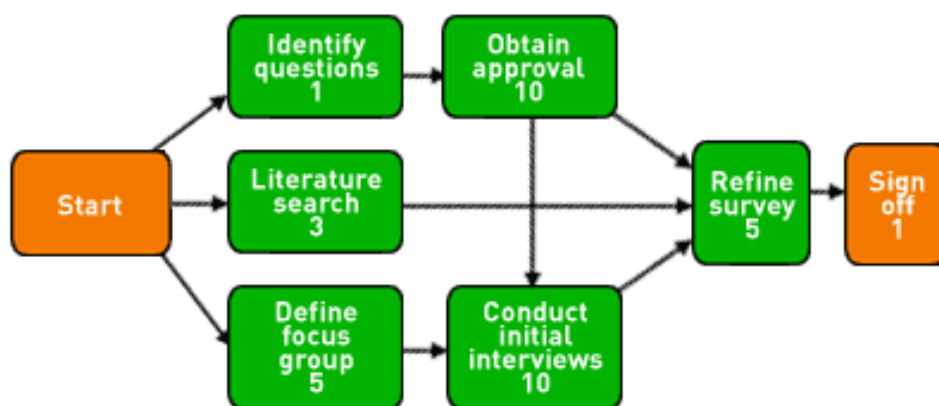 Start
Identify
questions
1
Obtain
approval
10
Literature
search
3
Define
focus
group
5
Conduct
initial
interviews
10
Refine
survey
5
Sign
off
1